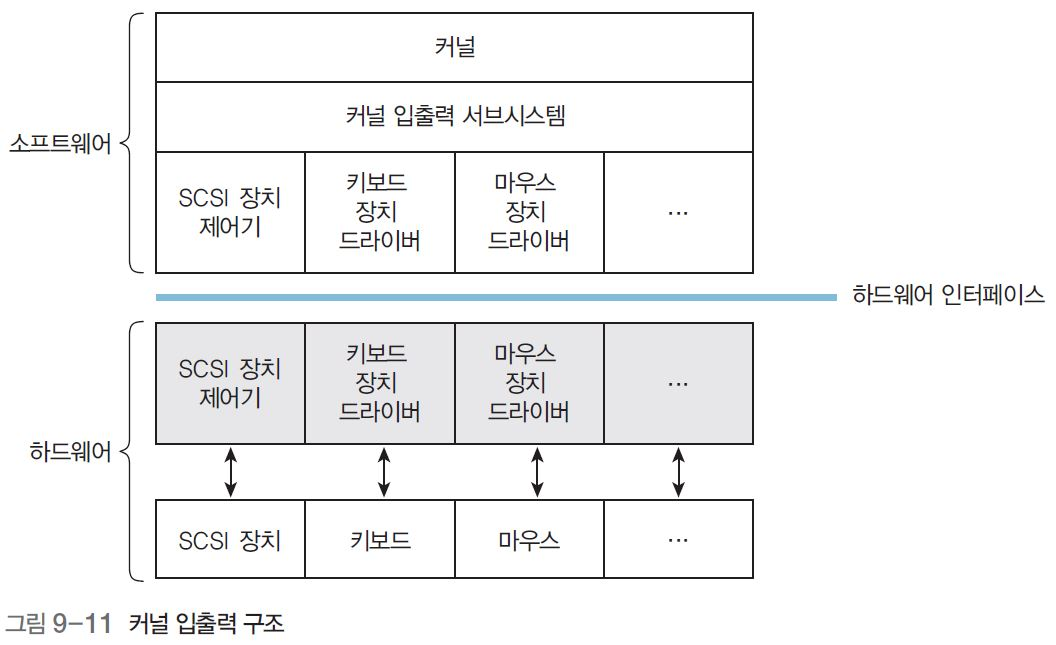 커널
커널 입출력 서브시스템
소프트웨어
SCSI 장치
제어기
키보드
장치
드라이버
마우스
장치
드라이버
...
하드웨어 인터페이스
SCSI 장치
제어기
키보드
장치
드라이버
마우스
장치
드라이버
...
하드웨어
SCSI 장치
키보드
마우스
...
그림 9-11 커널 입출력 구조